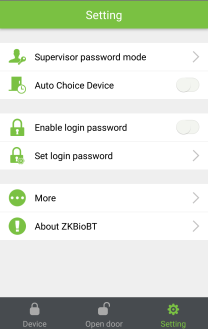 Setting
Supervisor password mode
Auto Choice Device
Enable login password
Set login password
More
About ZKBioBT
Device
Open door
Setting